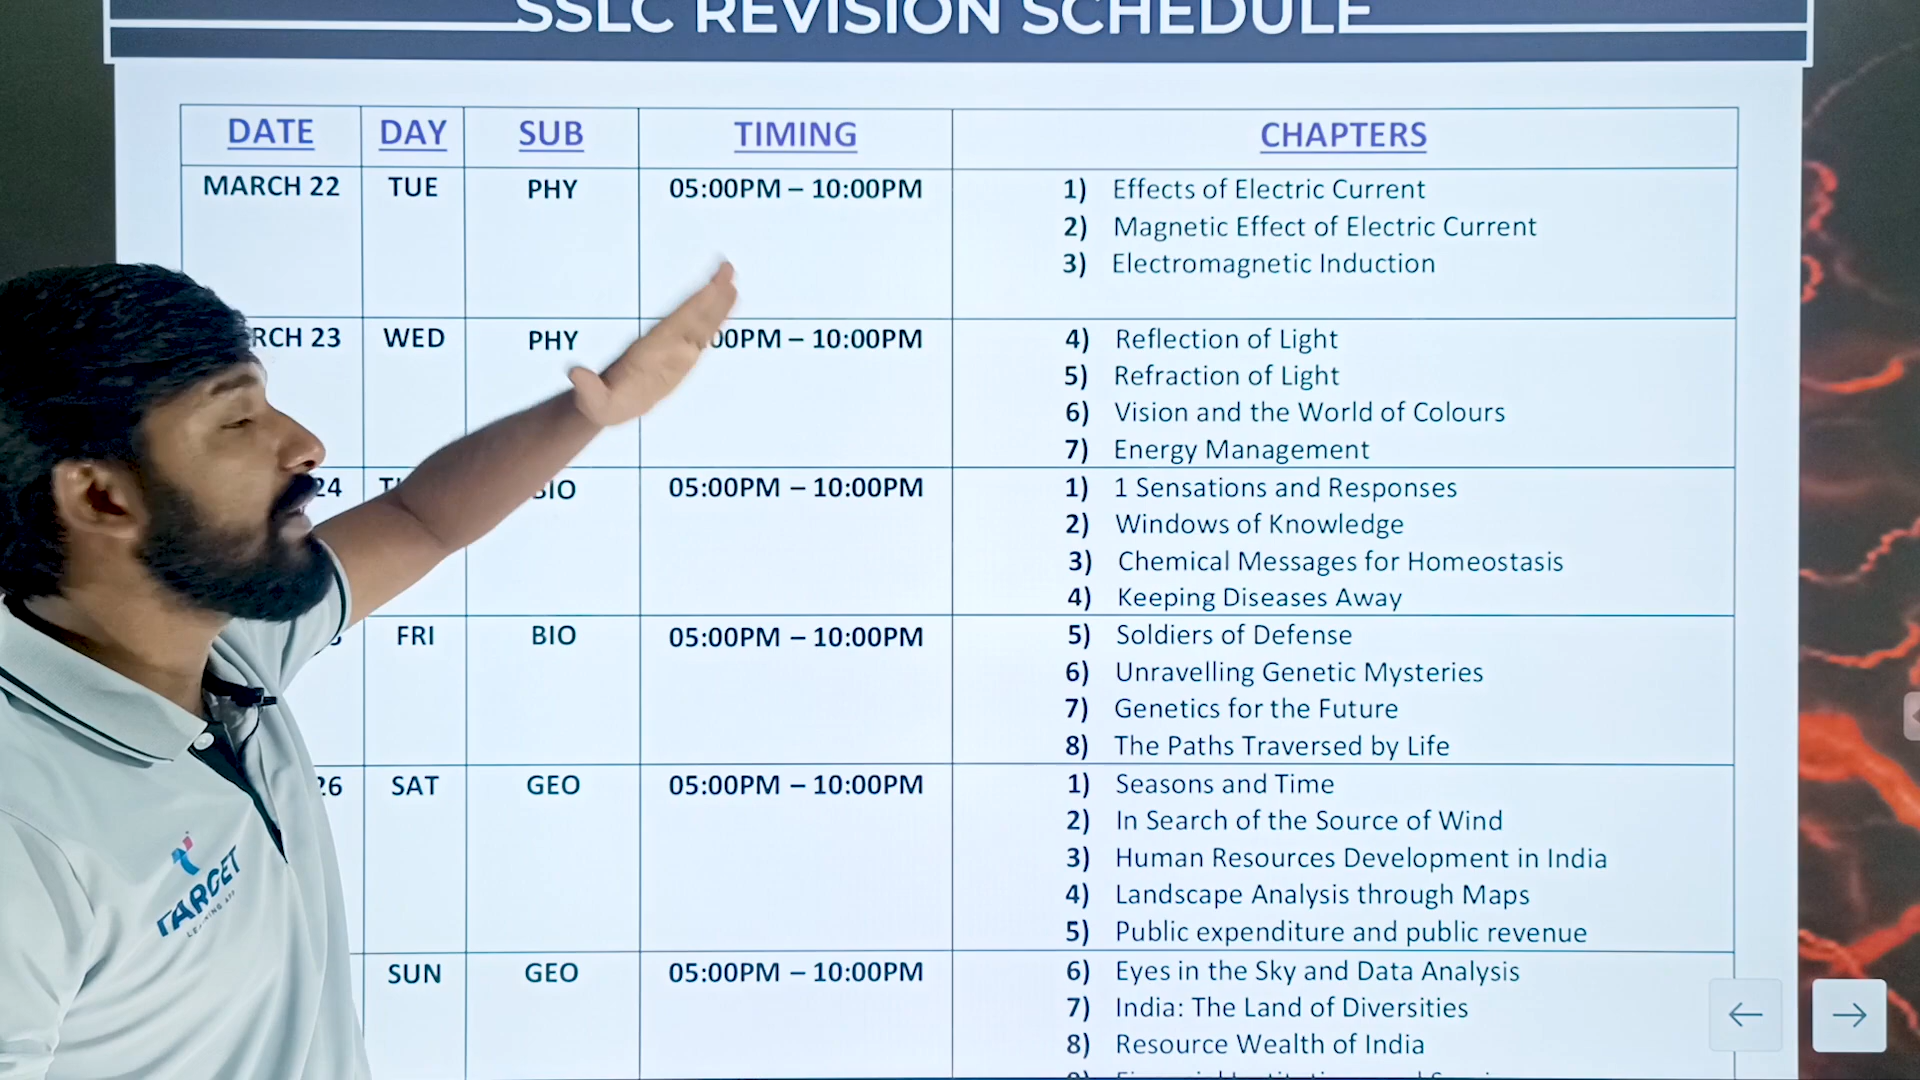 SSLC REVISION SCHEDULE
DATE DAY SUB TIMING CHAPTERS
MARCH 22 TUE PHY 05:00PM – 10:00PM 1) Effects of Electric Current
2) Magnetic Effect of Electric Current
3) Electromagnetic Induction
RCH 23 WED PHY :00PM – 10:00PM 4) Reflection of Light
5) Refraction of Light
6) Vision and the World of Colours
7) Energy Management
24 BIO 05:00PM – 10:00PM 1) 1 Sensations and Responses
2) Windows of Knowledge
3) Chemical Messages for Homeostasis
4) Keeping Diseases Away
FRI BIO 05:00PM – 10:00PM 5) Soldiers of Defense
6) Unravelling Genetic Mysteries
7) Genetics for the Future
8) The Paths Traversed by Life
26 SAT GEO 05:00PM – 10:00PM 1) Seasons and Time
2) In Search of the Source of Wind
3) Human Resources Development in India
4) Landscape Analysis through Maps
5) Public expenditure and public revenue
SUN GEO 05:00PM – 10:00PM 6) Eyes in the Sky and Data Analysis
7) India: The Land of Diversities
8) Resource Wealth of India
TARGET
LEARNING APP